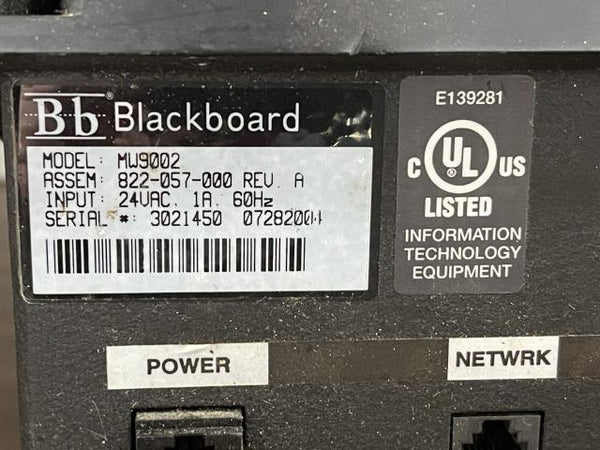 Bb Blackboard
MODEL: MW9002
ASSEM: 822-057-000 REV. A
INPUT: 24VAC. 1A. 60Hz
SERIAL #: 3021450 07282004
E139281
C UL US
LISTED
INFORMATION
TECHNOLOGY
EQUIPMENT
POWER
NETWRK